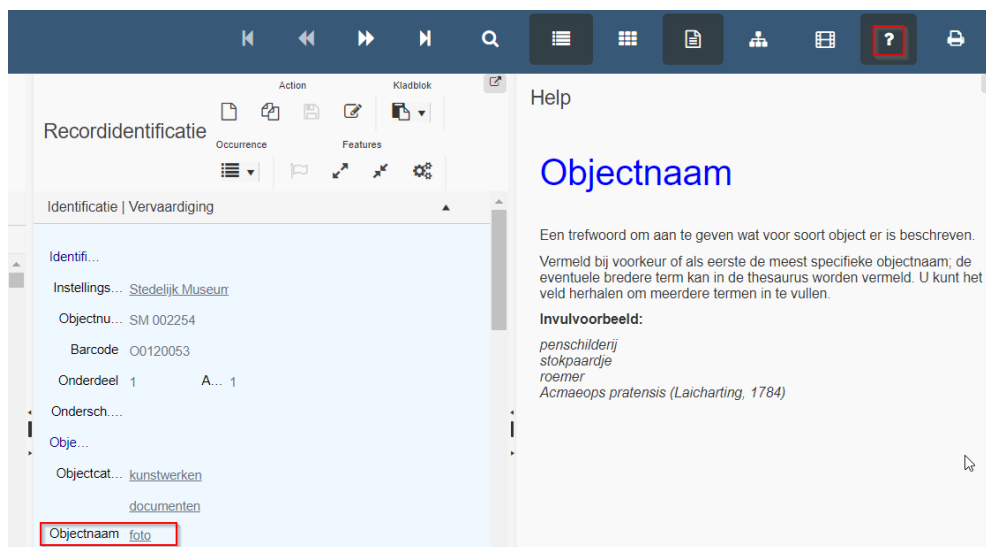 ?
Action
Kladblok
Recordidentificatie
Occurrence
Features
Identificatie | Vervaardiging
Identifi...
Instellings... Stedelijk Museum
Objectnu... SM 002254
Barcode O0120053
Onderdeel 1 A... 1
Ondersch....
Obje...
Objectcat... kunstwerken
documenten
Objectnaam foto
Help
Objectnaam
Een trefwoord om aan te geven wat voor soort object er is beschreven.
Vermeld bij voorkeur of als eerste de meest specifieke objectnaam; de
eventuele bredere term kan in de thesaurus worden vermeld. U kunt het
veld herhalen om meerdere termen in te vullen.
Invulvoorbeeld:
penschilderij
stokpaardje
roemer
Acmaeops pratensis (Laicharting, 1784)